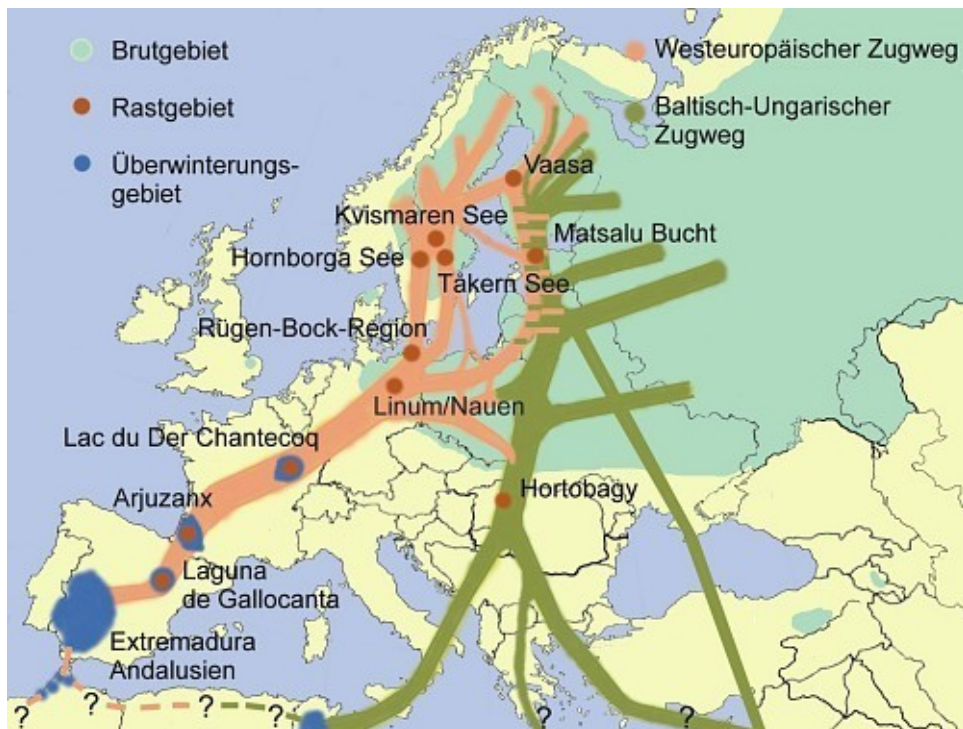 Brutgebiet
Rastgebiet
Überwinterungs-
gebiet
Westeuropäischer Zugweg
Baltisch-Ungarischer
Zugweg
Vaasa
Kvismaren See
Matsalu Bucht
Hornborga See
Tåkern See
Rügen-Bock-Region
Linum/Nauen
Lac du Der Chantecoq
Hortobagy
Arjuzanx
Laguna
de Gallocanta
Extremadura
Andalusien
? ? ? ? ? ?